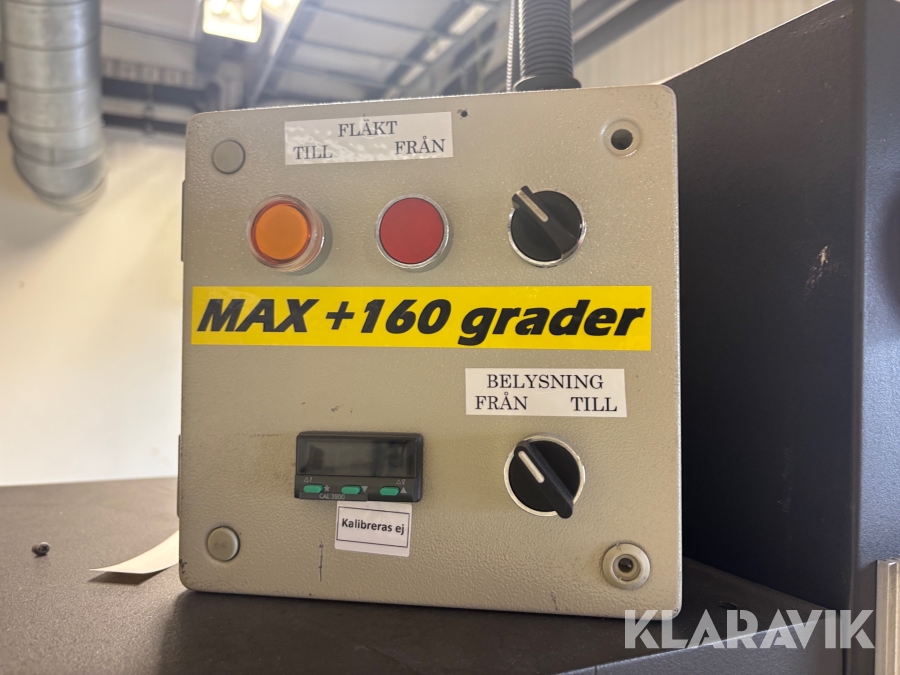 FLÄKT
TILL FRÅN
MAX +160 grader
BELYSNING
FRÅN TILL
CAL 3300
Kalibreras ej
KLARAVIK